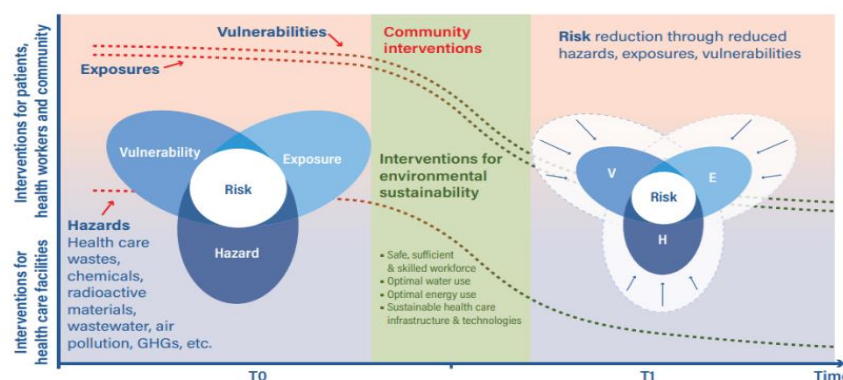 Interventions for patients,
health workers and community
Interventions for
health care facilities
Vulnerabilities
Exposures
Vulnerability
Exposure
Risk
Hazard
Hazards
Health care
wastes,
chemicals,
radioactive
materials,
wastewater, air
pollution, GHGs, etc.
Community
interventions
Interventions for
environmental
sustainability
• Safe, sufficient
& skilled workforce
• Optimal water use
• Optimal energy use
• Sustainable health care
infrastructure & technologies
Risk reduction through reduced
hazards, exposures, vulnerabilities
V
E
Risk
H
T0
T1
Time